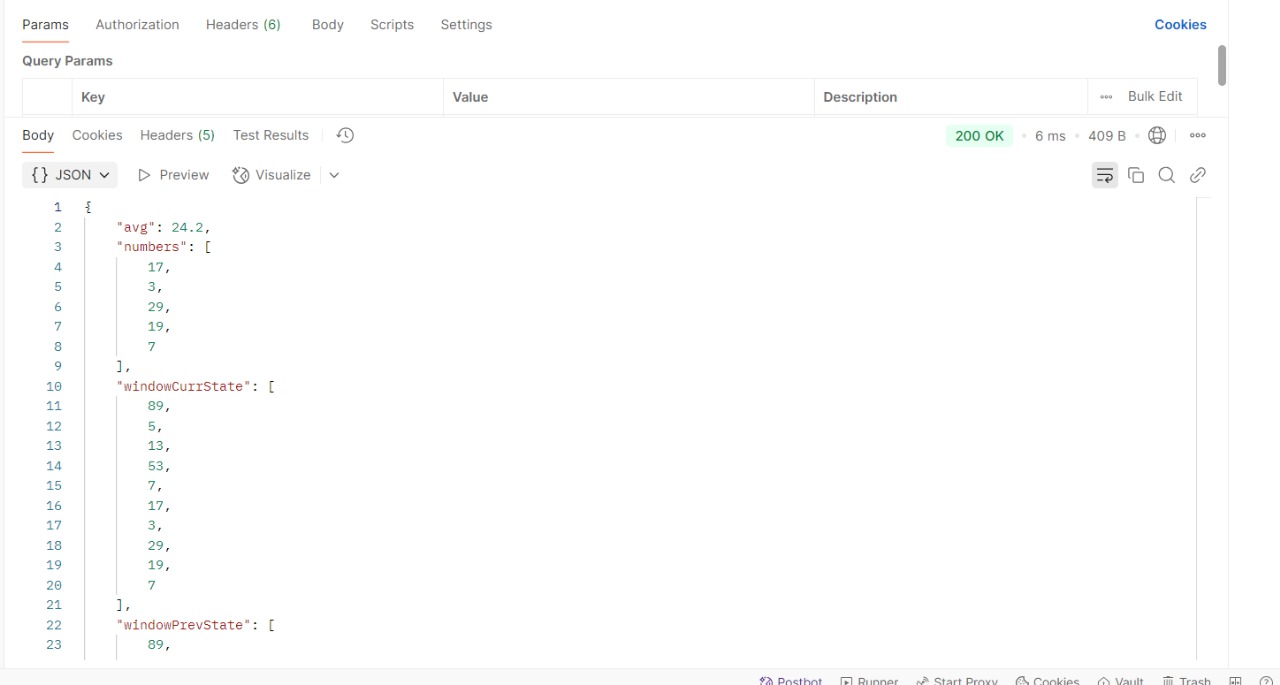 Params Authorization Headers (6) Body Scripts Settings Cookies
Query Params
Key Value Description Bulk Edit
Body Cookies Headers (5) Test Results 200 OK 6 ms 409 B
{} JSON Preview Visualize
1 {
2 "avg": 24.2,
3 "numbers": [
4 17,
5 3,
6 29,
7 19,
8 7
9 ],
10 "windowCurrState": [
11 89,
12 5,
13 13,
14 53,
15 7,
16 17,
17 3,
18 29,
19 19,
20 7
21 ],
22 "windowPrevState": [
23 89,
Postbot Runner Start Proxy Cookies Vault Trash